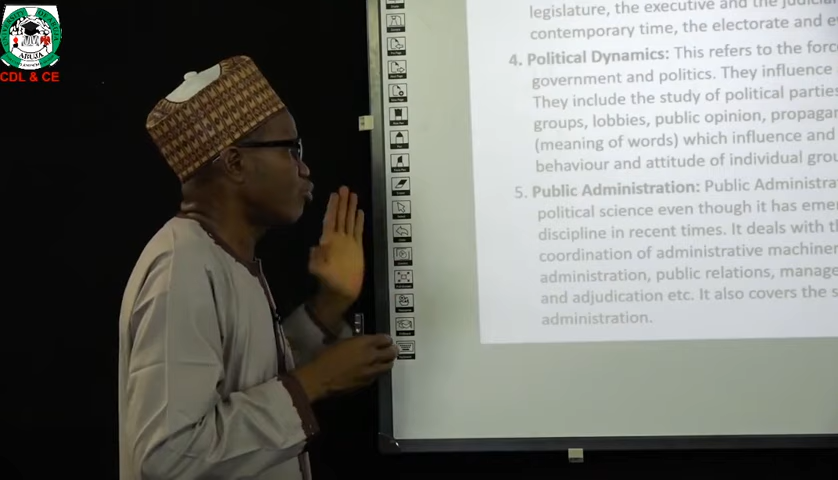 CDL & CE
ABUJA
legislature, the executive and the judicial
contemporary time, the electorate and e
4. Political Dynamics: This refers to the forc
government and politics. They influence
They include the study of political parties
groups, lobbies, public opinion, propagan
(meaning of words) which influence and
behaviour and attitude of individual grou
5. Public Administration: Public Administra
political science even though it has emer
discipline in recent times. It deals with th
coordination of administrative machiner
administration, public relations, manage
and adjudication etc. It also covers the s
administration.